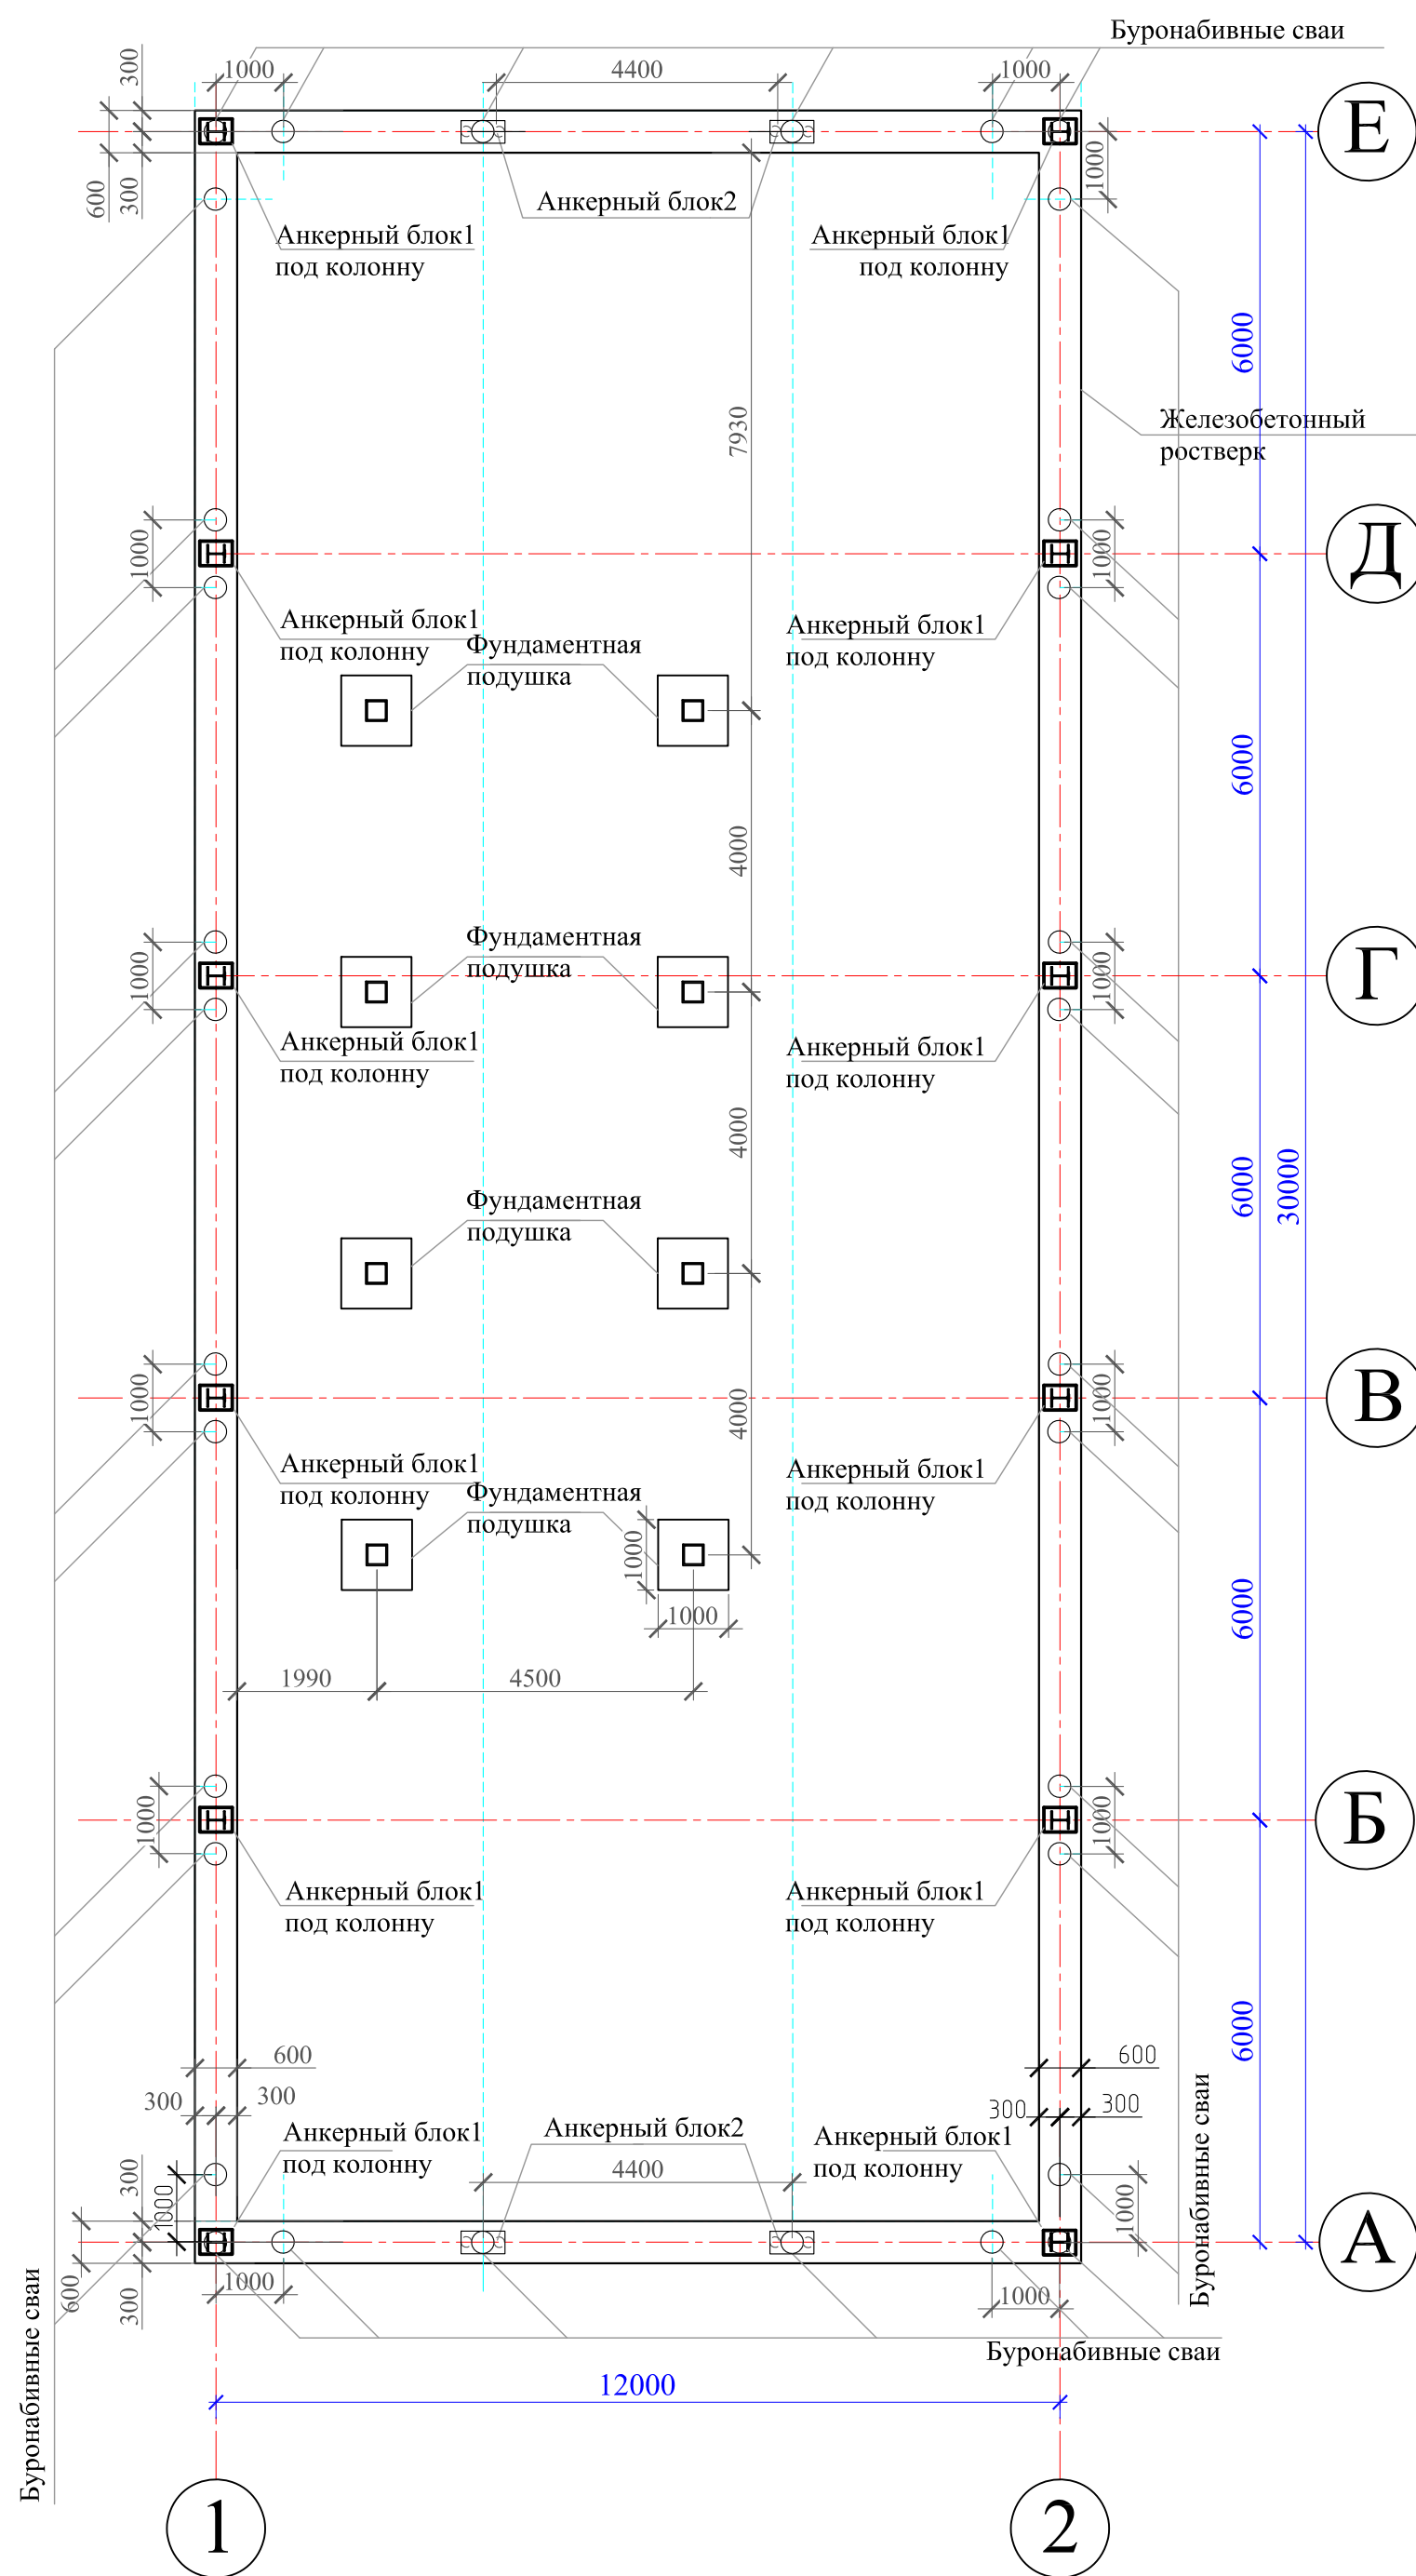 Буронабивные сваи
300
1000
4400
1000
Е
600
300
1000
Анкерный блок2
Анкерный блок1
под колонну
Анкерный блок1
под колонну
6000
7930
Железобетонный
ростверк
Д
1000
1000
Анкерный блок1
под колонну
Анкерный блок1
под колонну
Фундаментная
подушка
6000
4000
Фундаментная
подушка
Г
1000
1000
Анкерный блок1
под колонну
Анкерный блок1
под колонну
4000
6000
30000
Фундаментная
подушка
В
1000
1000
4000
Анкерный блок1
под колонну
Анкерный блок1
под колонну
Фундаментная
подушка
1000
1000
6000
1990
4500
Б
1000
1000
Анкерный блок1
под колонну
Анкерный блок1
под колонну
6000
600
600
300
300
300
300
Анкерный блок1
под колонну
Анкерный блок2
Анкерный блок1
под колонну
4400
300
1000
1000
А
600
300
1000
1000
Буронабивные сваи
Буронабивные сваи
Буронабивные сваи
12000
1
2